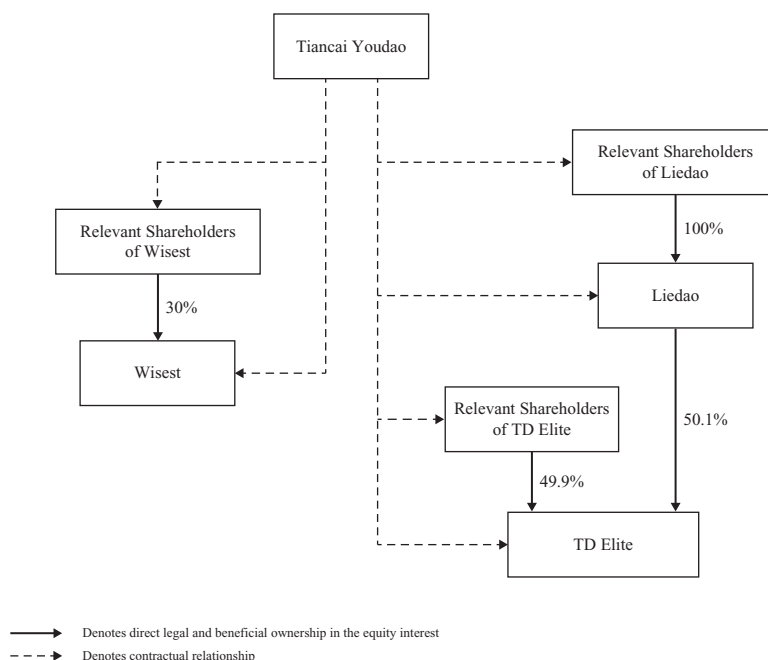 Tiancai Youdao
Relevant Shareholders
of Liedao
100%
Relevant Shareholders
of Wisest
30%
Liedao
Wisest
Relevant Shareholders
of TD Elite
50.1%
49.9%
TD Elite
Denotes direct legal and beneficial ownership in the equity interest
Denotes contractual relationship